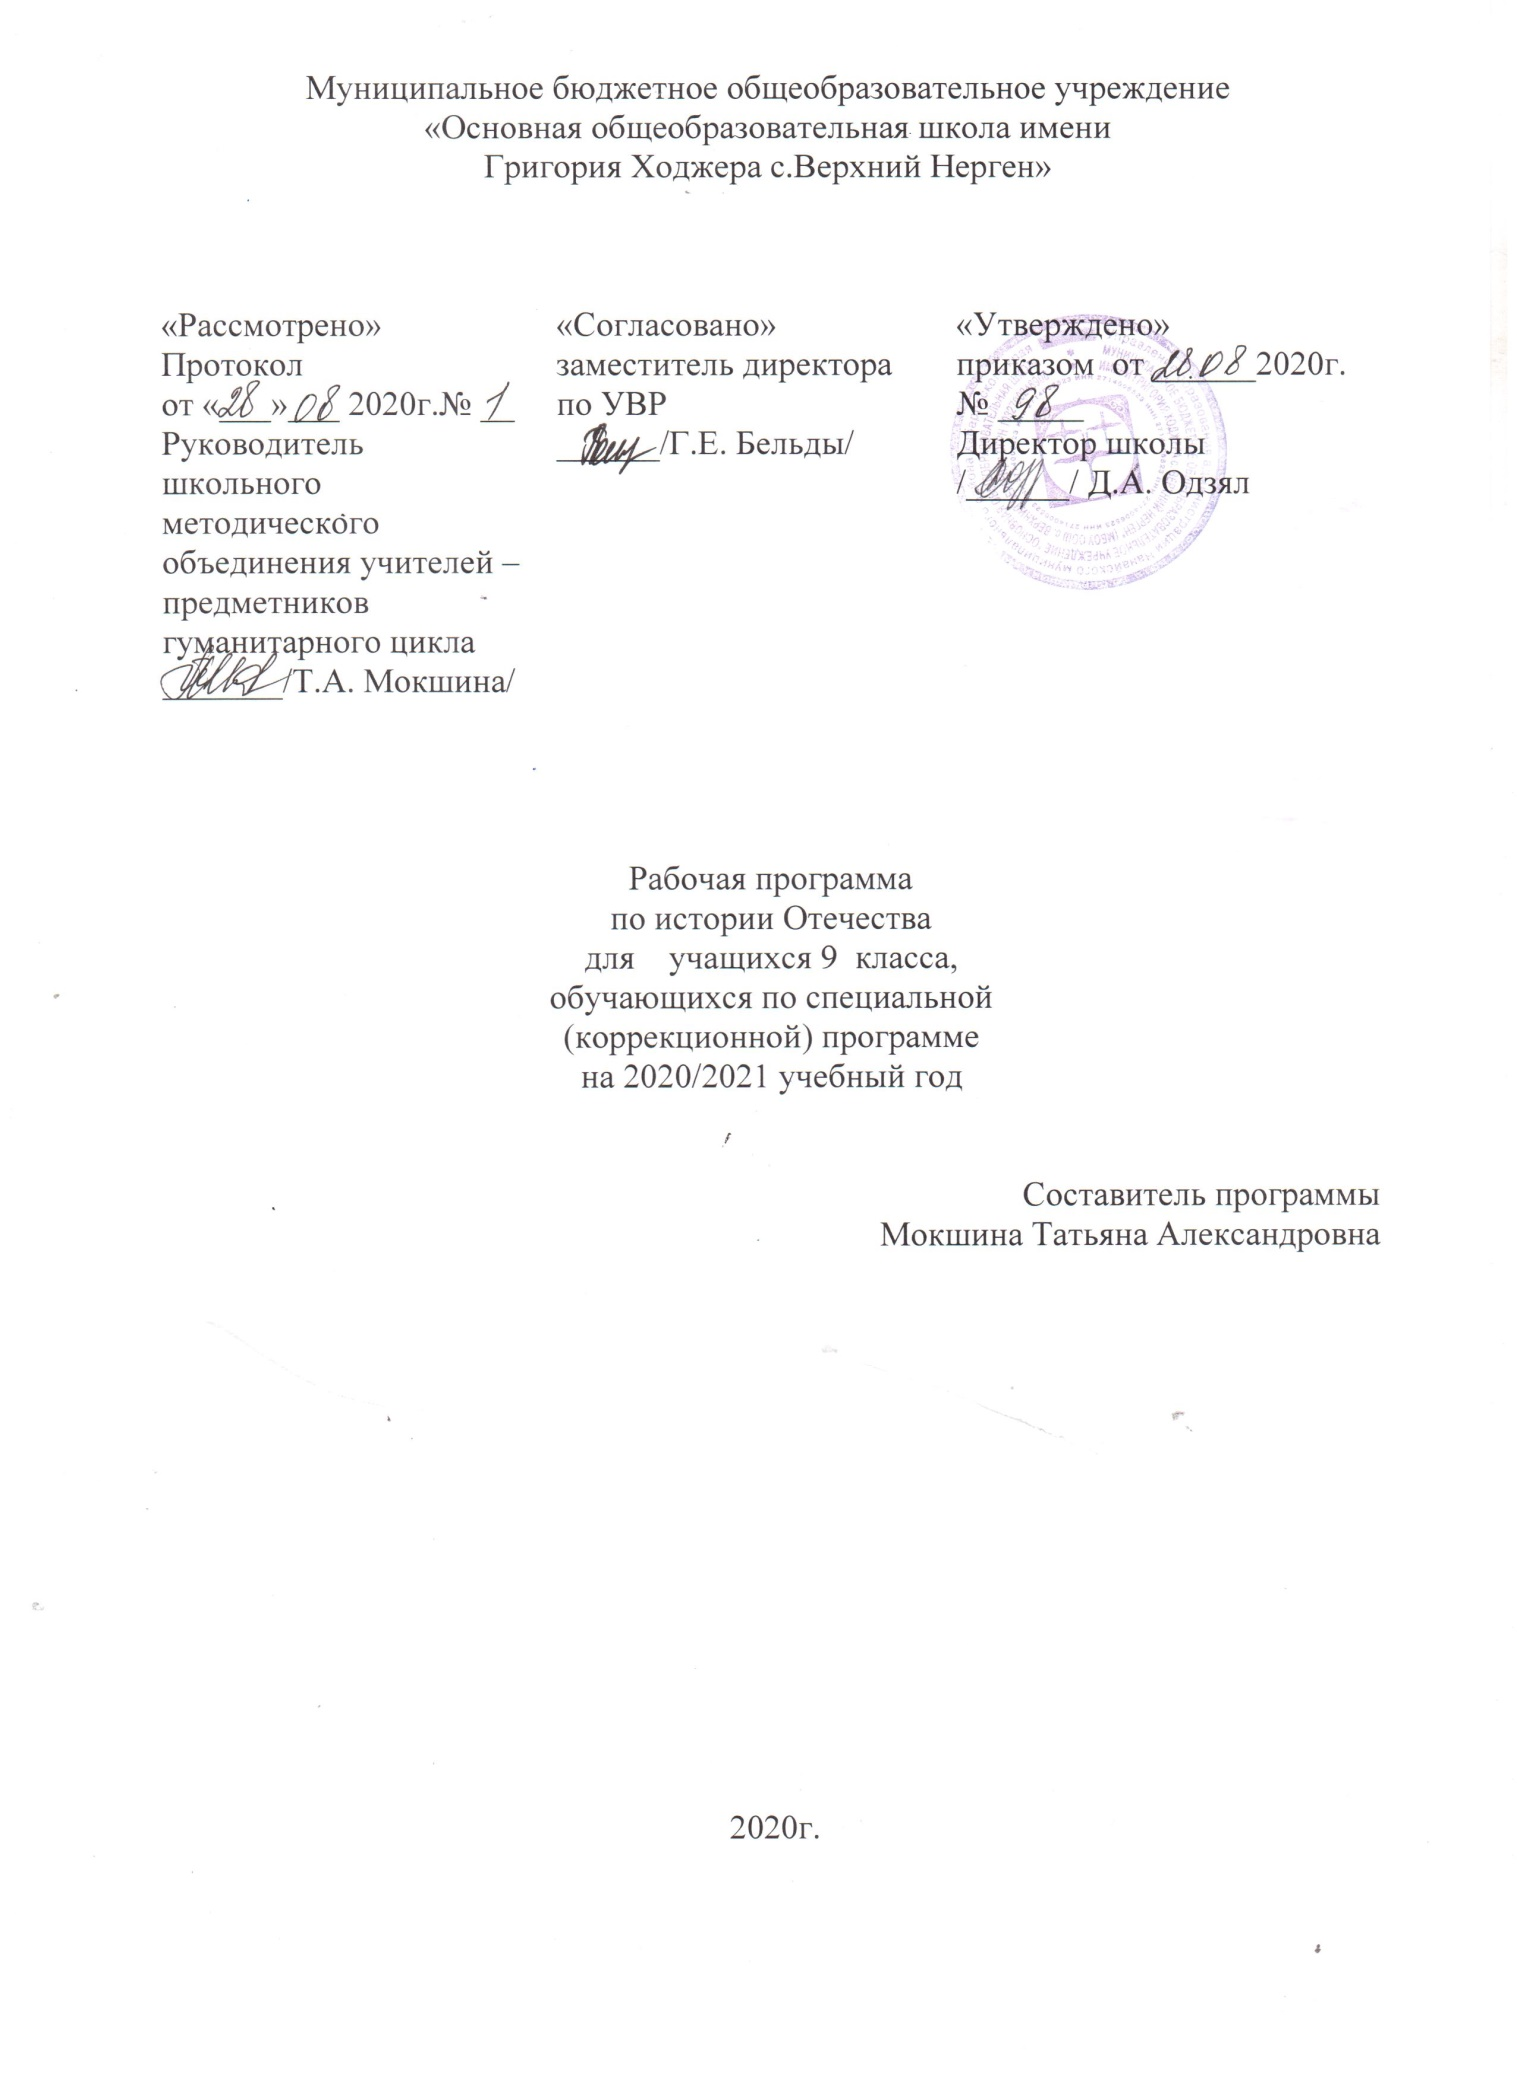 Муниципальное бюджетное общеобразовательное учреждение
«Основная общеобразовательная школа имени
Григория Ходжера с.Верхний Нерген»
«Рассмотрено»
Протокол
от «28» 08 2020г.№ 1
Руководитель
школьного
методического
объединения учителей –
предметников
гуманитарного цикла
/Т.А. Мокшина/
«Согласовано»
заместитель директора
по УВР
/Г.Е. Бельды/
«Утверждено»
приказом от 28.08 2020г.
№ 98
Директор школы
/ / Д.А. Одзял
Рабочая программа
по истории Отечества
для учащихся 9 класса,
обучающихся по специальной
(коррекционной) программе
на 2020/2021 учебный год
Составитель программы
Мокшина Татьяна Александровна
2020г.